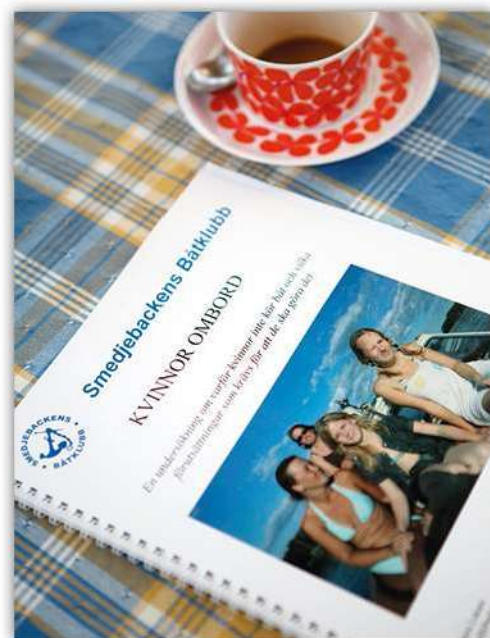 Smedjebackens Båtklubb
KVINNOR OMBORD
En undersökning om varför kvinnor inte kör båt och vilka
förutsättningar som krävs för att de ska göra det
SMEDJEBACKENS
BÅTKLUBB